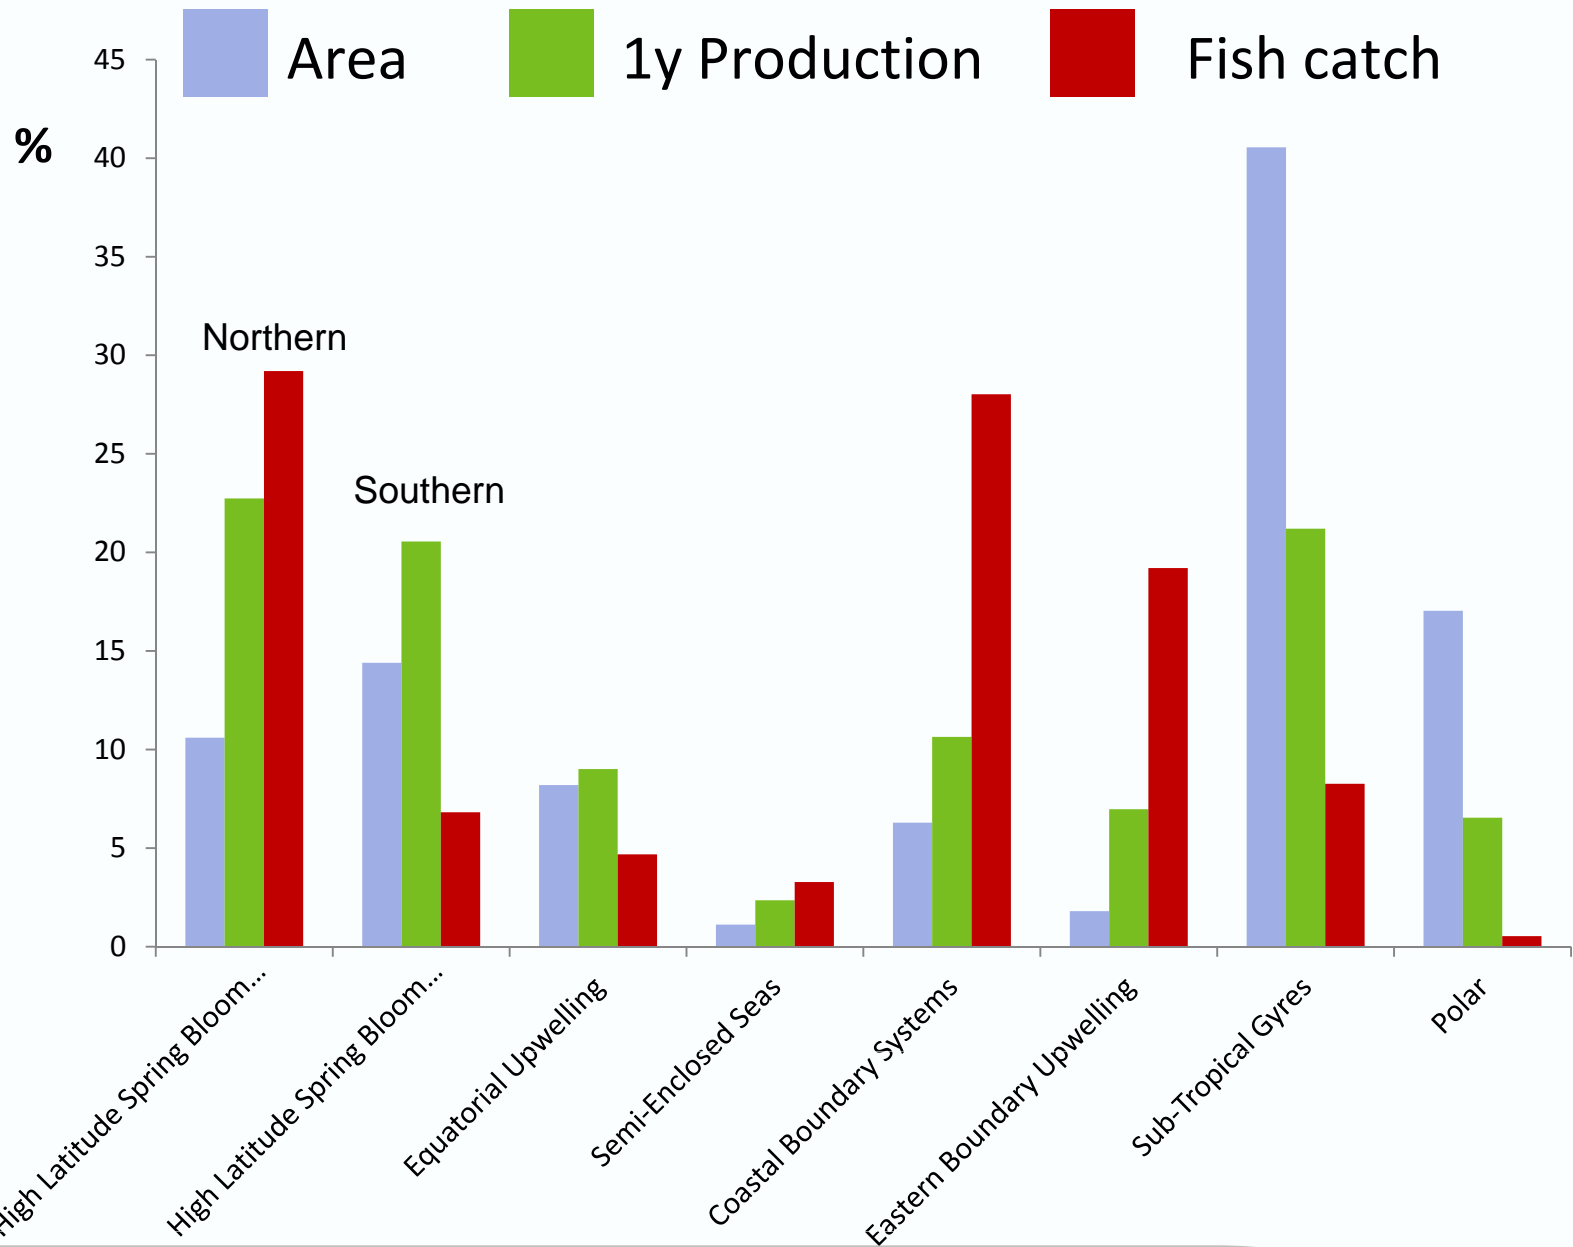 Area
1y Production
Fish catch
%
45
40
35
30
25
20
15
10
5
0
Northern
Southern
High Latitude Spring Bloom...
High Latitude Spring Bloom...
Equatorial Upwelling
Semi-Enclosed Seas
Coastal Boundary Systems
Eastern Boundary Upwelling
Sub-Tropical Gyres
Polar